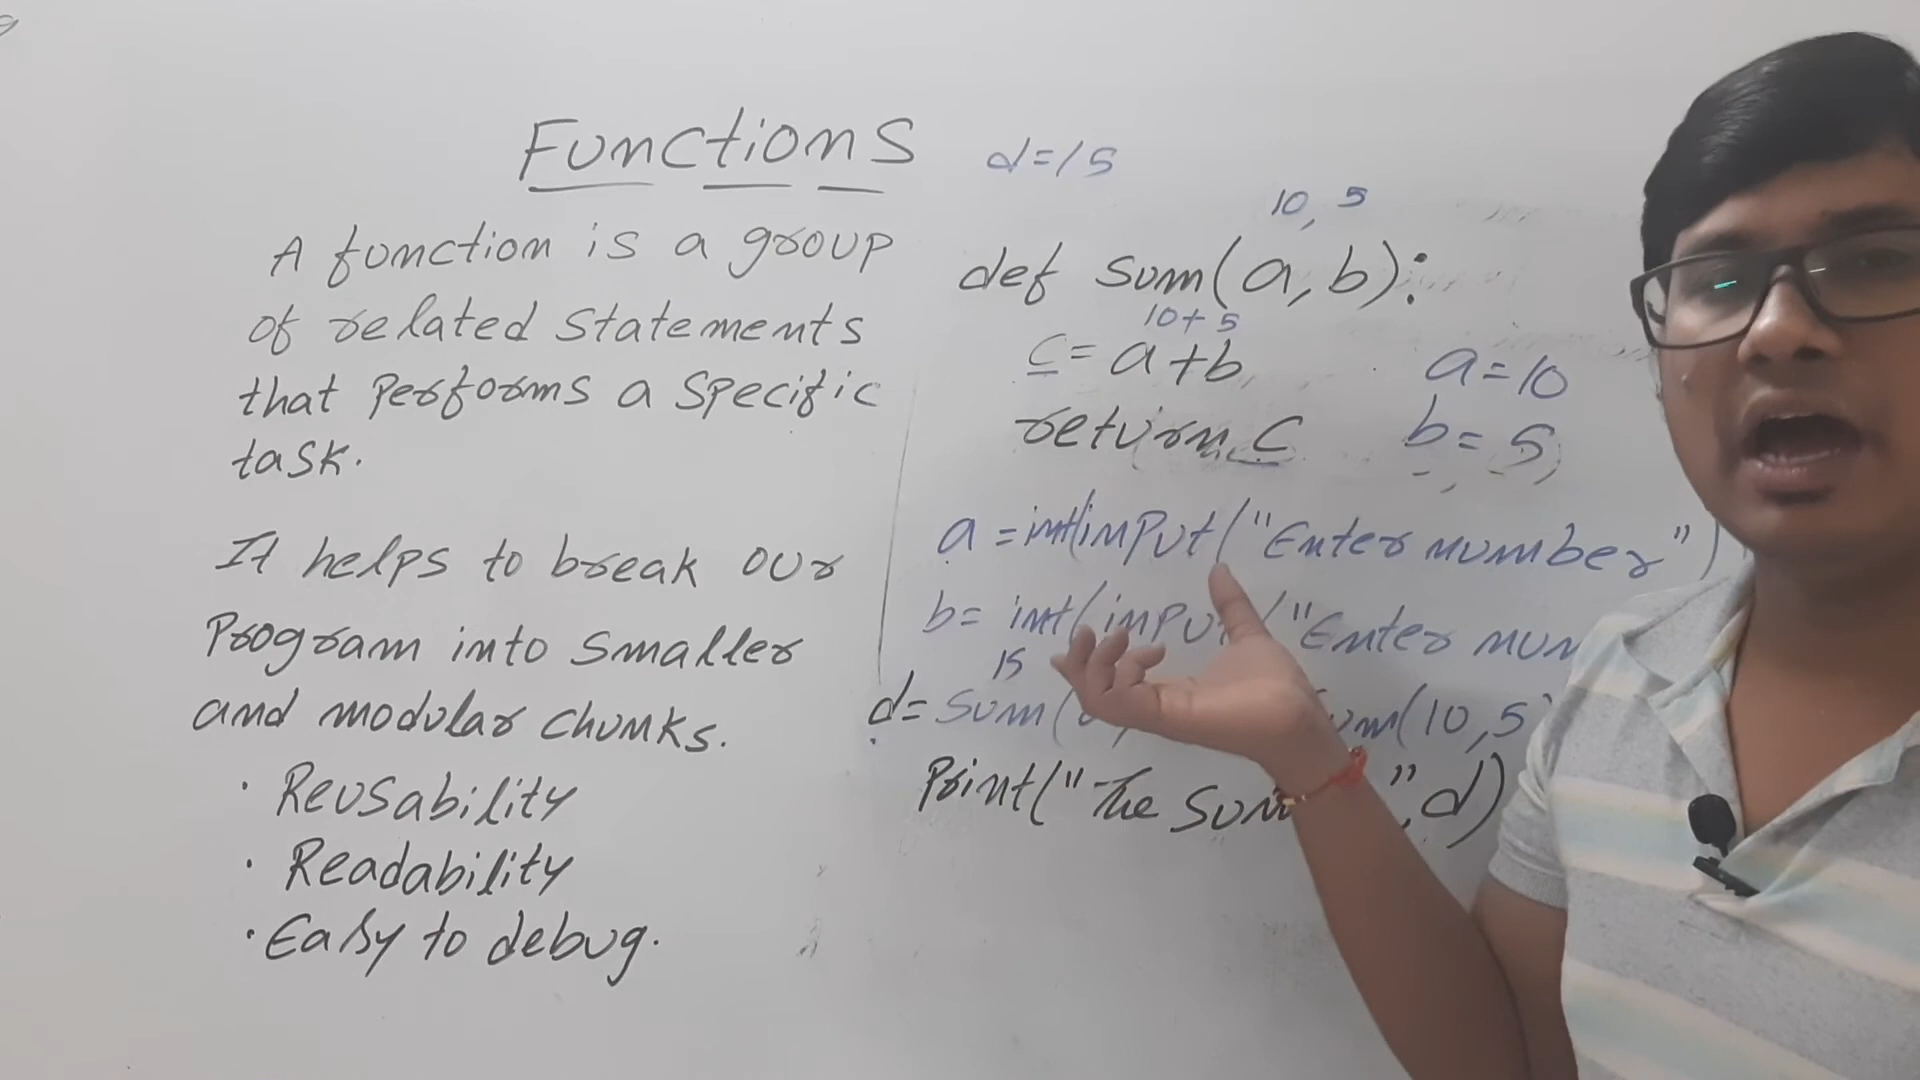 Functions
A function is a group
of related statements
that performs a specific
task.
It helps to break our
Program into smaller
and modular chunks.
· Reusability
· Readability
· Easy to debug.
d=15
10, 5
def sum(a,b):
10+5
c=a+b
return c
a=10
b=5
a=int(input("Enter number")
b= int(input("Enter num
15
d=sum( sum(10,5)
Print("The sum ",d)